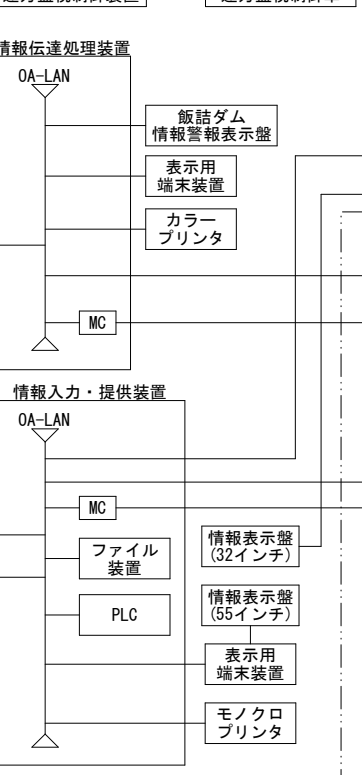 遠方監視制御装置
遠方監視制御卓
情報伝達処理装置
OA-LAN
飯詰ダム
情報警報表示盤
表示用
端末装置
カラー
プリンタ
MC
情報入力・提供装置
OA-LAN
MC
ファイル
装置
PLC
情報表示盤
(32インチ)
情報表示盤
(55インチ)
表示用
端末装置
モノクロ
プリンタ